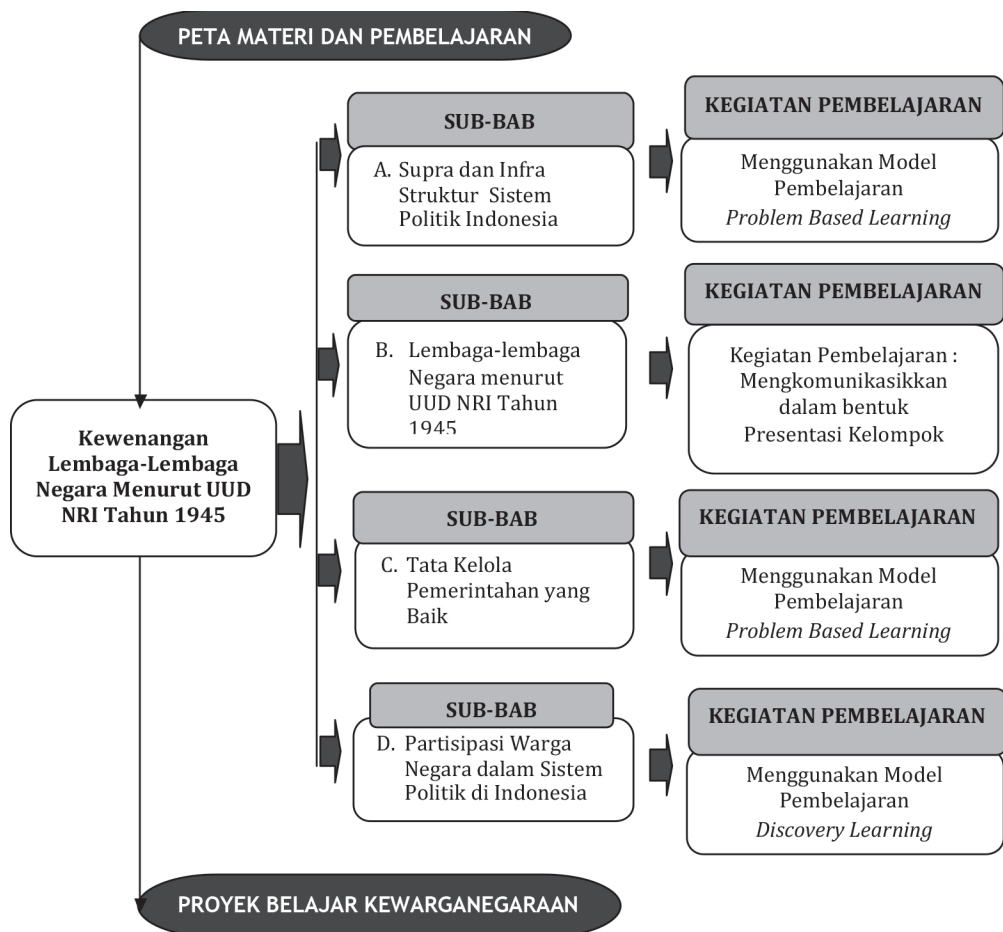 PETA MATERI DAN PEMBELAJARAN
SUB-BAB
A. Supra dan Infra
Struktur Sistem
Politik Indonesia
KEGIATAN PEMBELAJARAN
Menggunakan Model
Pembelajaran
Problem Based Learning
SUB-BAB
B. Lembaga-lembaga
Negara menurut
UUD NRI Tahun
1945
KEGIATAN PEMBELAJARAN
Kegiatan Pembelajaran :
Mengkomunikasikkan
dalam bentuk
Presentasi Kelompok
Kewenangan
Lembaga-Lembaga
Negara Menurut UUD
NRI Tahun 1945
SUB-BAB
C. Tata Kelola
Pemerintahan yang
Baik
KEGIATAN PEMBELAJARAN
Menggunakan Model
Pembelajaran
Problem Based Learning
SUB-BAB
D. Partisipasi Warga
Negara dalam Sistem
Politik di Indonesia
KEGIATAN PEMBELAJARAN
Menggunakan Model
Pembelajaran
Discovery Learning
PROYEK BELAJAR KEWARGANEGARAAN